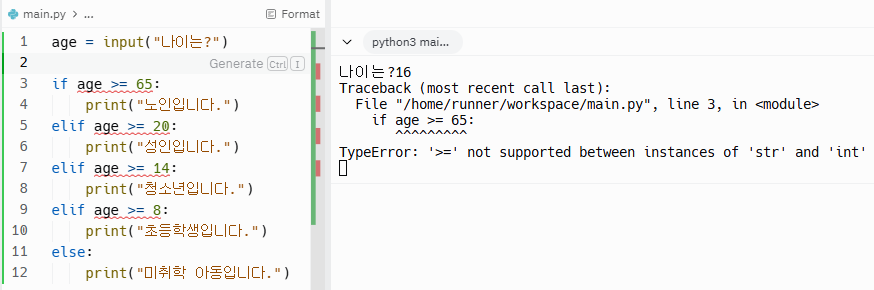 main.py > ...
Format
1 age = input("나이는?")
2 Generate Ctrl I
3 if age >= 65:
4 print("노인입니다.")
5 elif age >= 20:
6 print("성인입니다.")
7 elif age >= 14:
8 print("청소년입니다.")
9 elif age >= 8:
10 print("초등학생입니다.")
11 else:
12 print("미취학 아동입니다.")
python3 mai...
나이는?16
Traceback (most recent call last):
File "/home/runner/workspace/main.py", line 3, in <module>
if age >= 65:
^^^^^^^^^
TypeError: '>=' not supported between instances of 'str' and 'int'